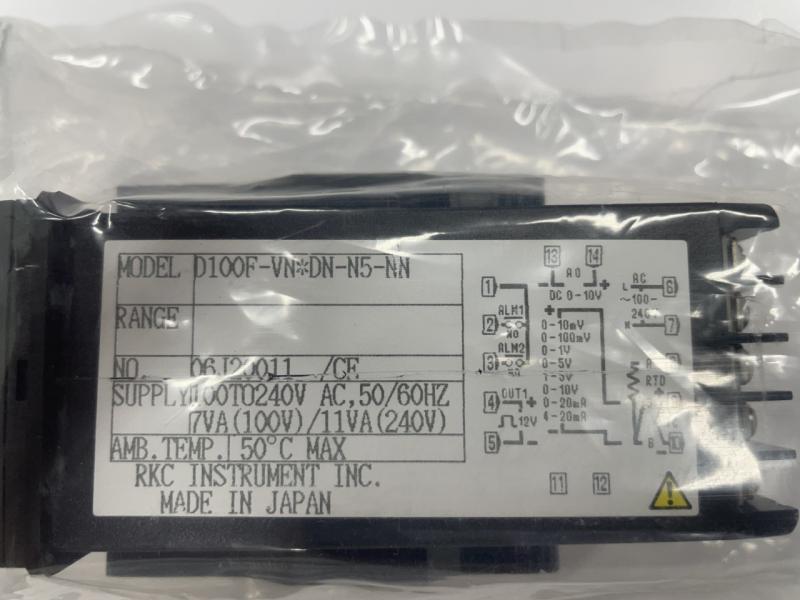 MODEL D100F-VN*DN-N5-NN
RANGE
NO. 06J20011 /CE
SUPPLY 100TO240V AC, 50/60HZ
7VA(100V)/11VA(240V)
AMB.TEMP. 50°C MAX
RKC INSTRUMENT INC.
MADE IN JAPAN
13 14
AO
DC 0-10V
1
ALM1
2
NO
ALM2
3
NO
OUT1
4
12V
5
0-10mV
0-100mV
0-1V
0-5V
1-5V
0-10V
0-20mA
4-20mA
AC
L 6
~100-
N 7
A
RTD
B
B 10
11 12